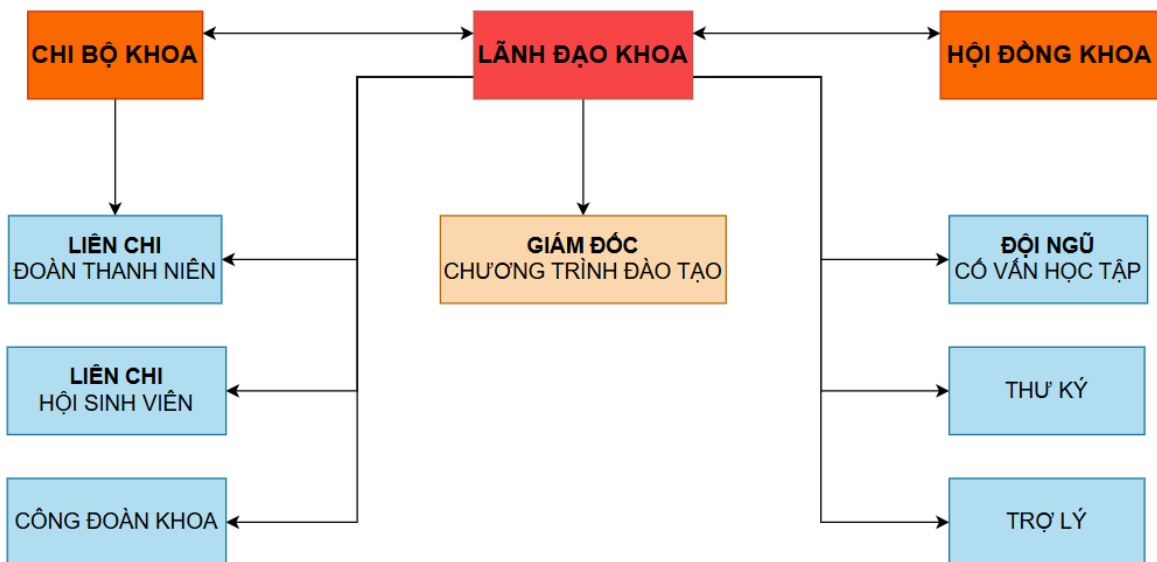 CHI BỘ KHOA
LÃNH ĐẠO KHOA
HỘI ĐỒNG KHOA
LIÊN CHI
ĐOÀN THANH NIÊN
GIÁM ĐỐC
CHƯƠNG TRÌNH ĐÀO TẠO
ĐỘI NGŨ
CỐ VẤN HỌC TẬP
LIÊN CHI
HỘI SINH VIÊN
THƯ KÝ
CÔNG ĐOÀN KHOA
TRỢ LÝ